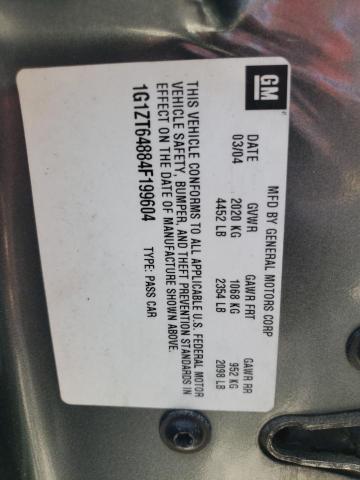 GM
MFD BY GENERAL MOTORS CORP
DATE GVWR GAWR FRT GAWR RR
03/04 2020 KG 1068 KG 952 KG
4452 LB 2354 LB 2098 LB
THIS VEHICLE CONFORMS TO ALL APPLICABLE U.S. FEDERAL MOTOR
VEHICLE SAFETY, BUMPER, AND THEFT PREVENTION STANDARDS IN
EFFECT ON THE DATE OF MANUFACTURE SHOWN ABOVE.
1G1ZT64884F199604 TYPE: PASS CAR